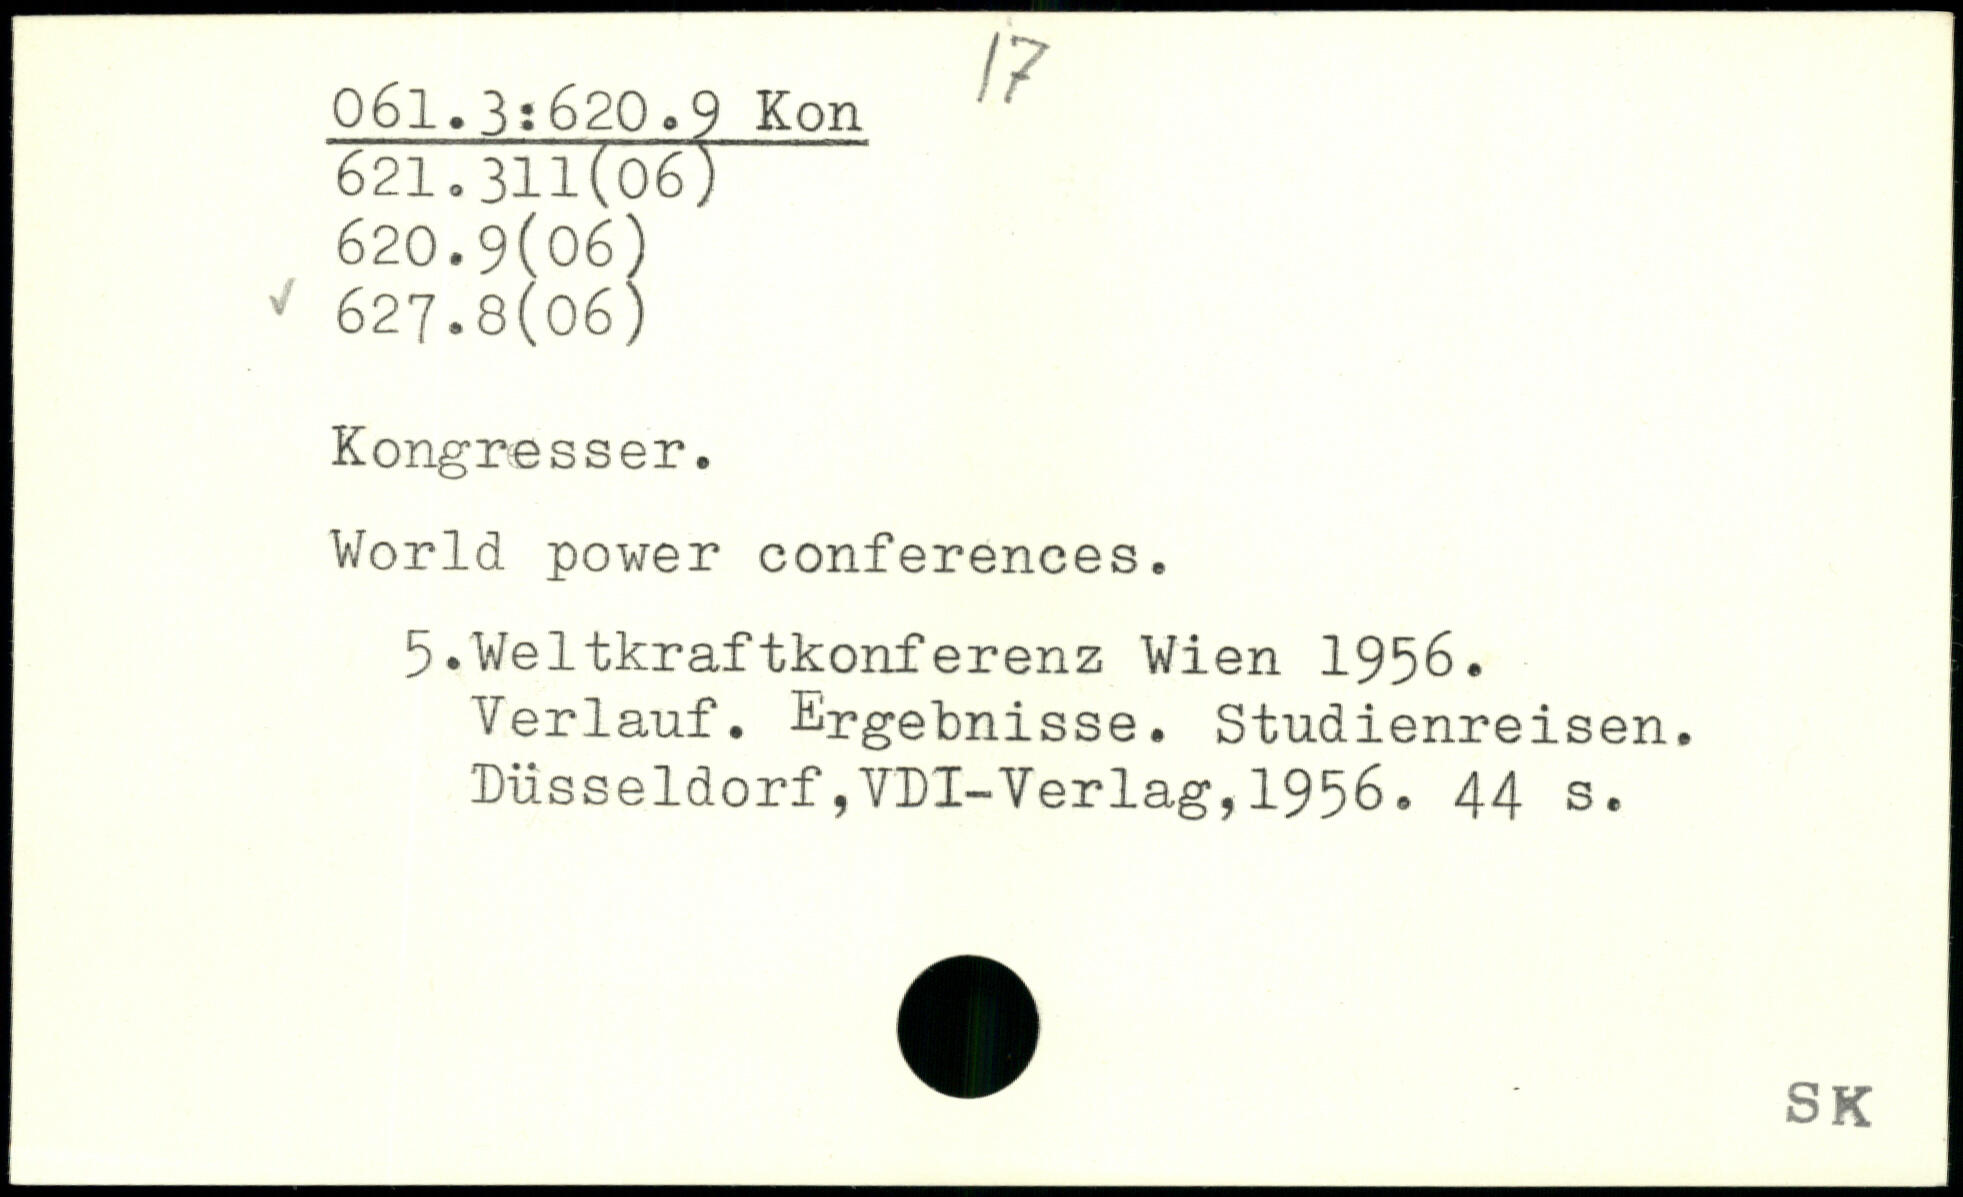 17
061.3:620.9 Kon
621.311(06)
620.9(06)
✓ 627.8(06)
Kongresser.
World power conferences.
5.Weltkraftkonferenz Wien 1956.
Verlauf. Ergebnisse. Studienreisen.
Düsseldorf,VDI-Verlag,1956. 44 s.
SK